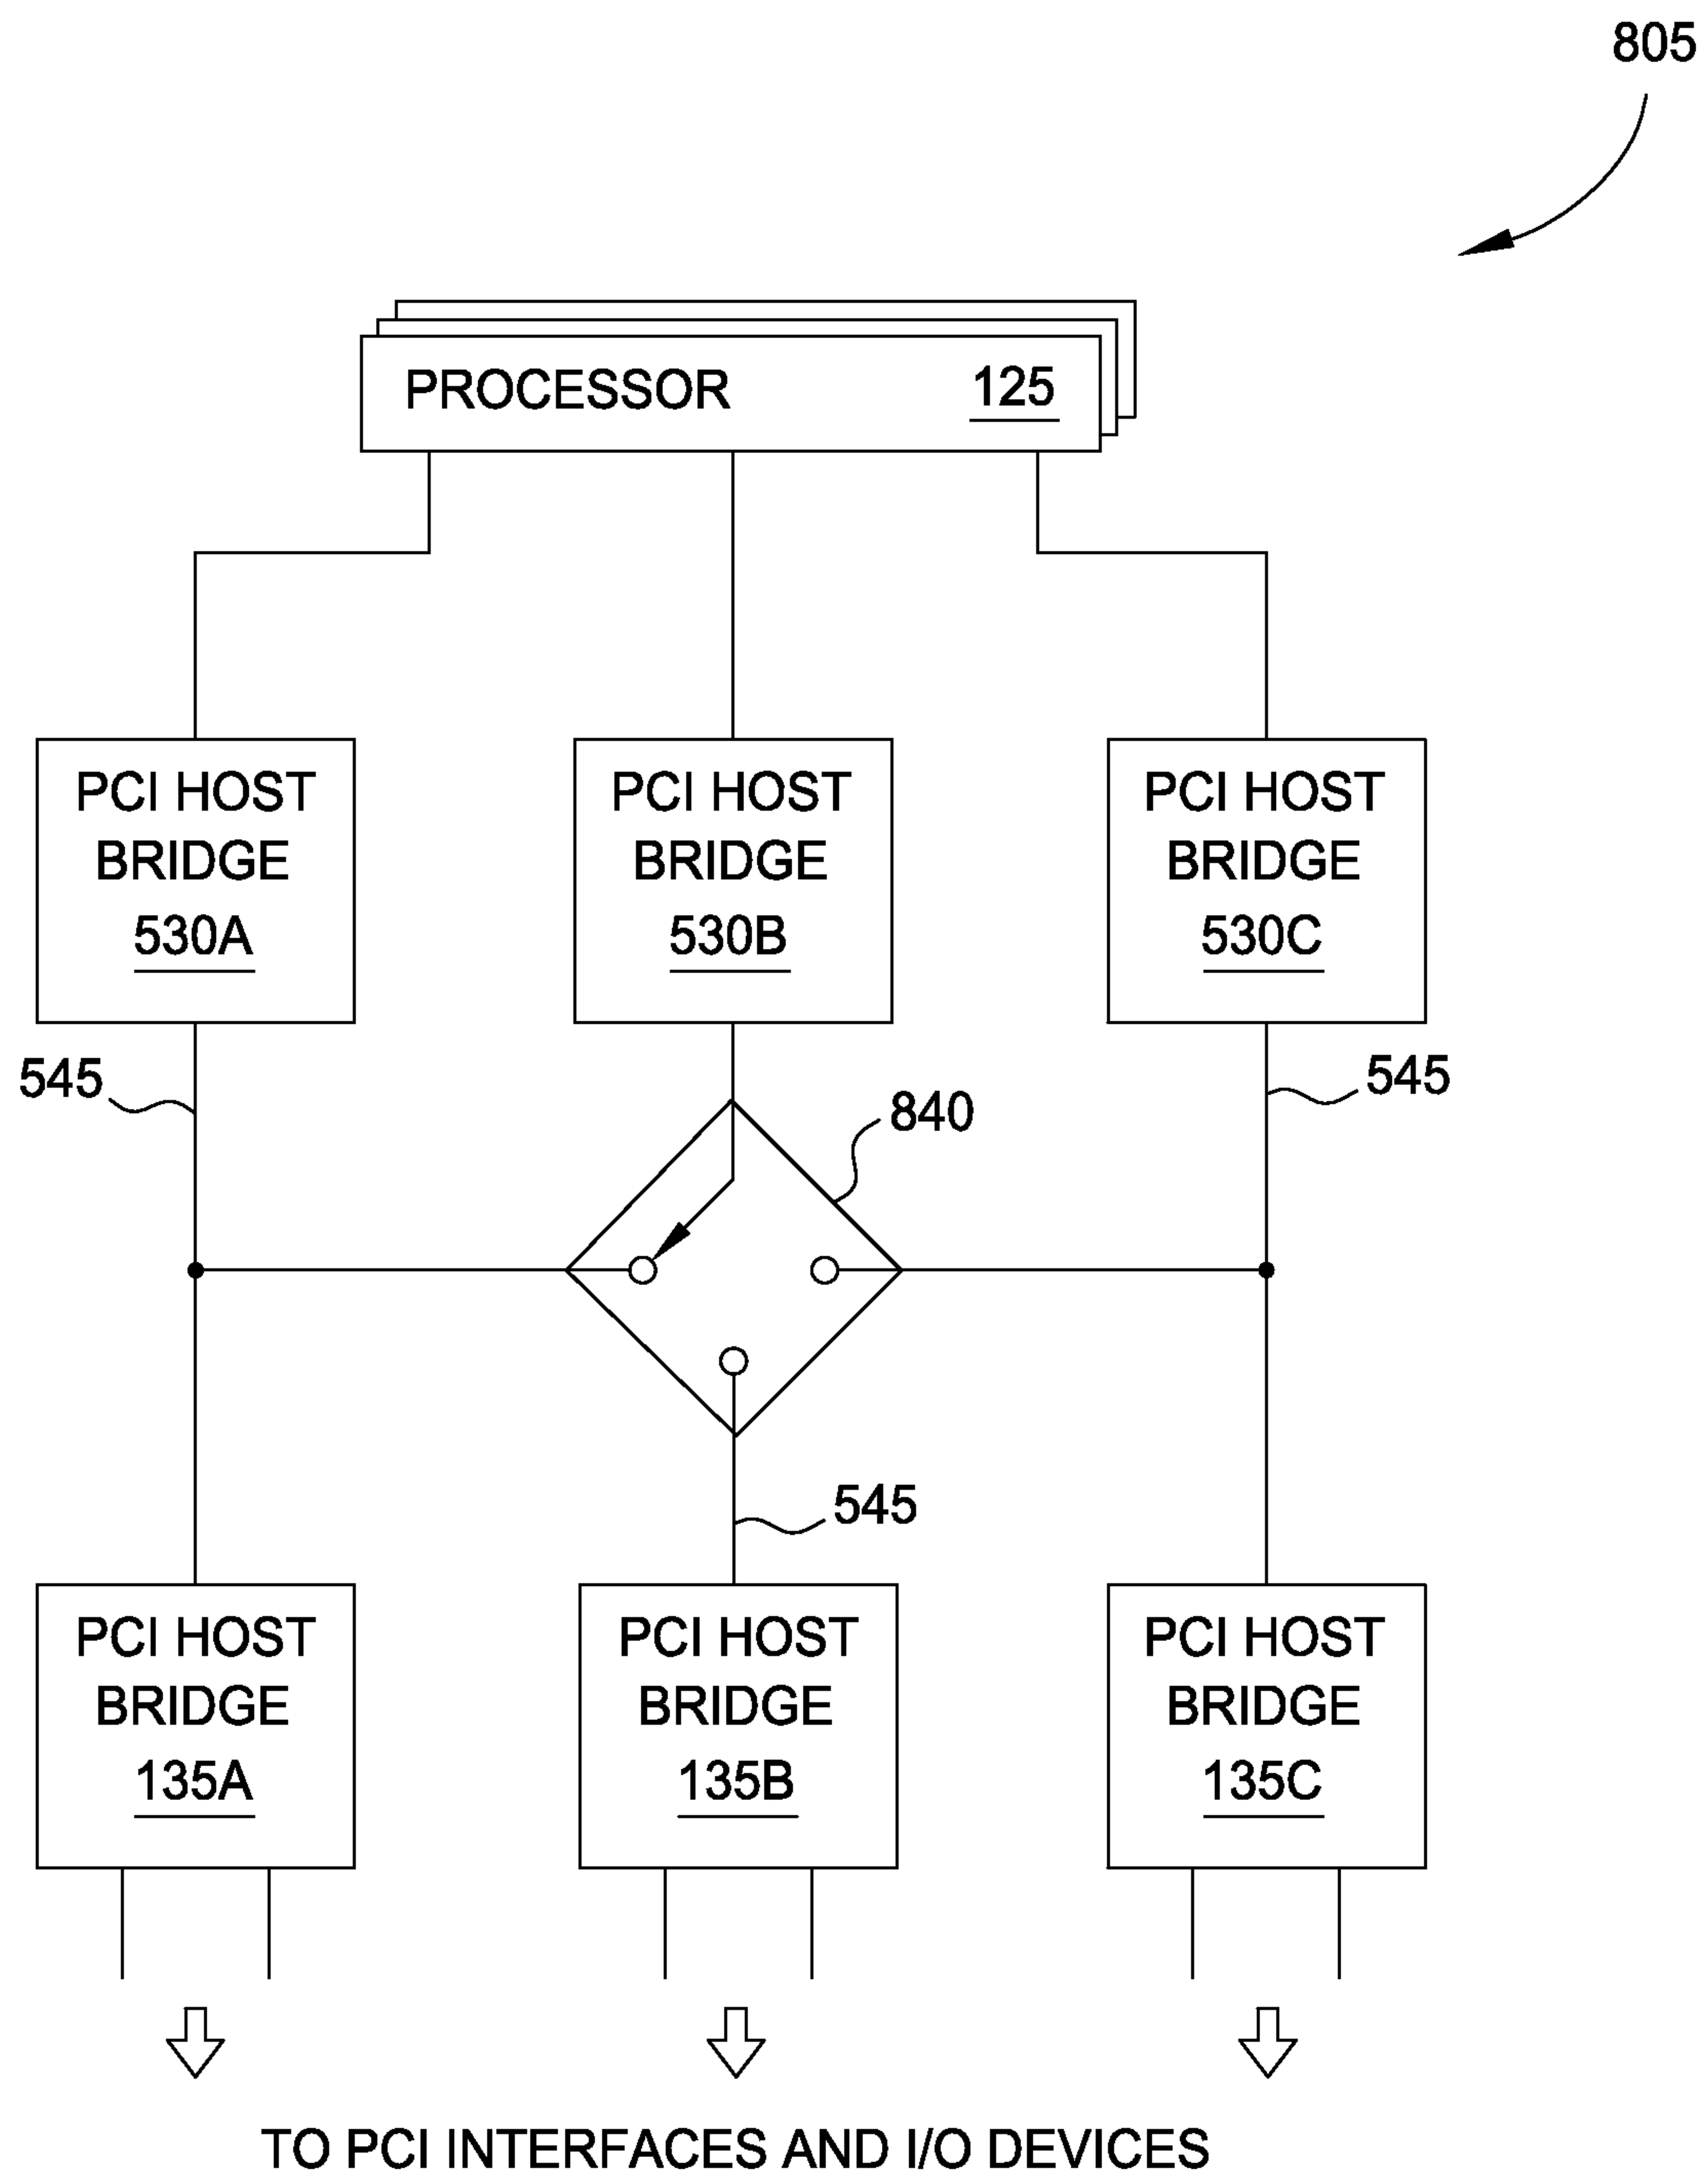 805
PROCESSOR 125
PCI HOST
BRIDGE
530A
PCI HOST
BRIDGE
530B
PCI HOST
BRIDGE
530C
545
840
545
545
PCI HOST
BRIDGE
135A
PCI HOST
BRIDGE
135B
PCI HOST
BRIDGE
135C
TO PCI INTERFACES AND I/O DEVICES